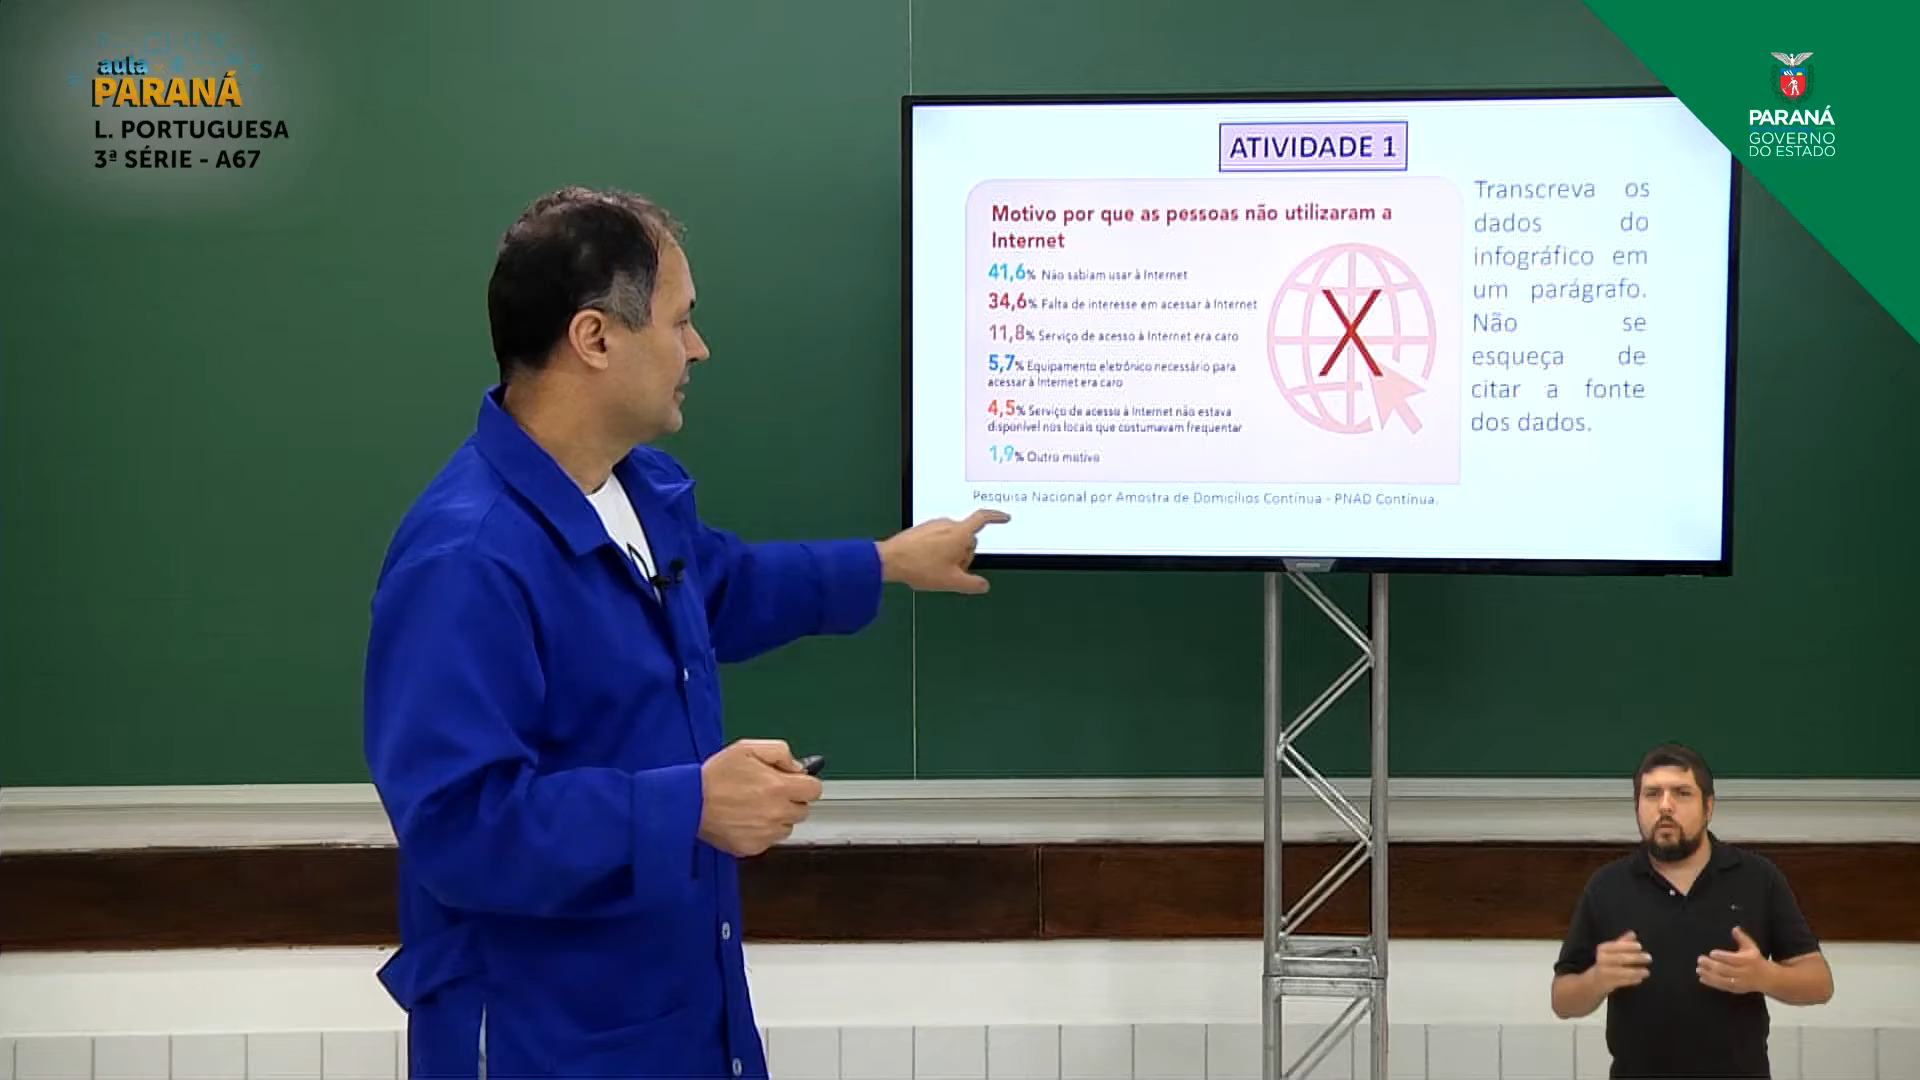 aula
PARANÁ
L. PORTUGUESA
3ª SÉRIE - A67
PARANÁ
GOVERNO
DO ESTADO
ATIVIDADE 1
Motivo por que as pessoas não utilizaram a
Internet
41,6% Não sabiam usar à Internet
34,6% Falta de interesse em acessar à Internet
11,8% Serviço de acesso à Internet era caro
5,7% Equipamento eletrônico necessário para
acessar à Internet era caro
4,5% Serviço de acesso à Internet não estava
disponível nos locais que costumavam frequentar
1,9% Outro motivo
Pesquisa Nacional por Amostra de Domicílios Contínua - PNAD Contínua.
Transcreva os
dados do
infográfico em
um parágrafo.
Não se
esqueça de
citar a fonte
dos dados.